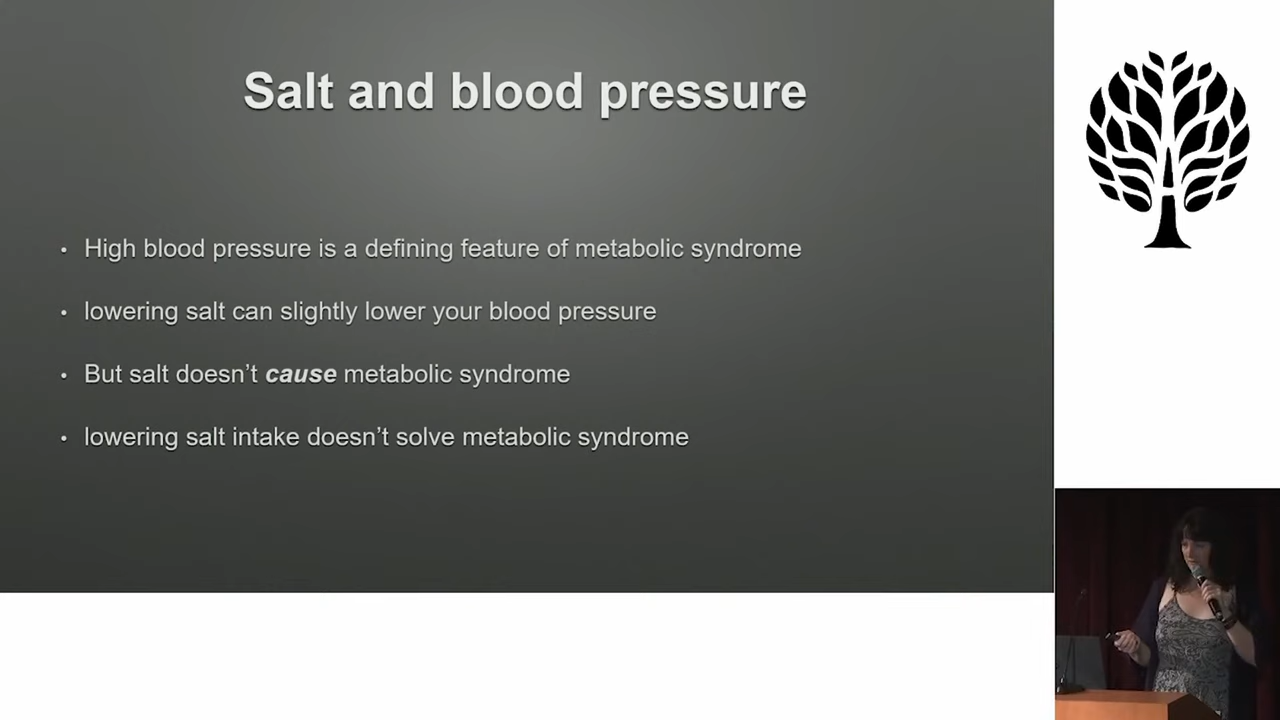 Salt and blood pressure
• High blood pressure is a defining feature of metabolic syndrome
• lowering salt can slightly lower your blood pressure
• But salt doesn’t cause metabolic syndrome
• lowering salt intake doesn’t solve metabolic syndrome